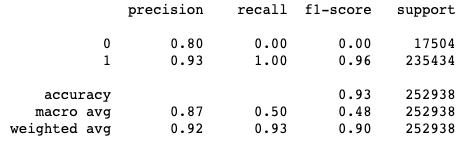 precision recall f1-score support
0 0.80 0.00 0.00 17504
1 0.93 1.00 0.96 235434
accuracy 0.93 252938
macro avg 0.87 0.50 0.48 252938
weighted avg 0.92 0.93 0.90 252938